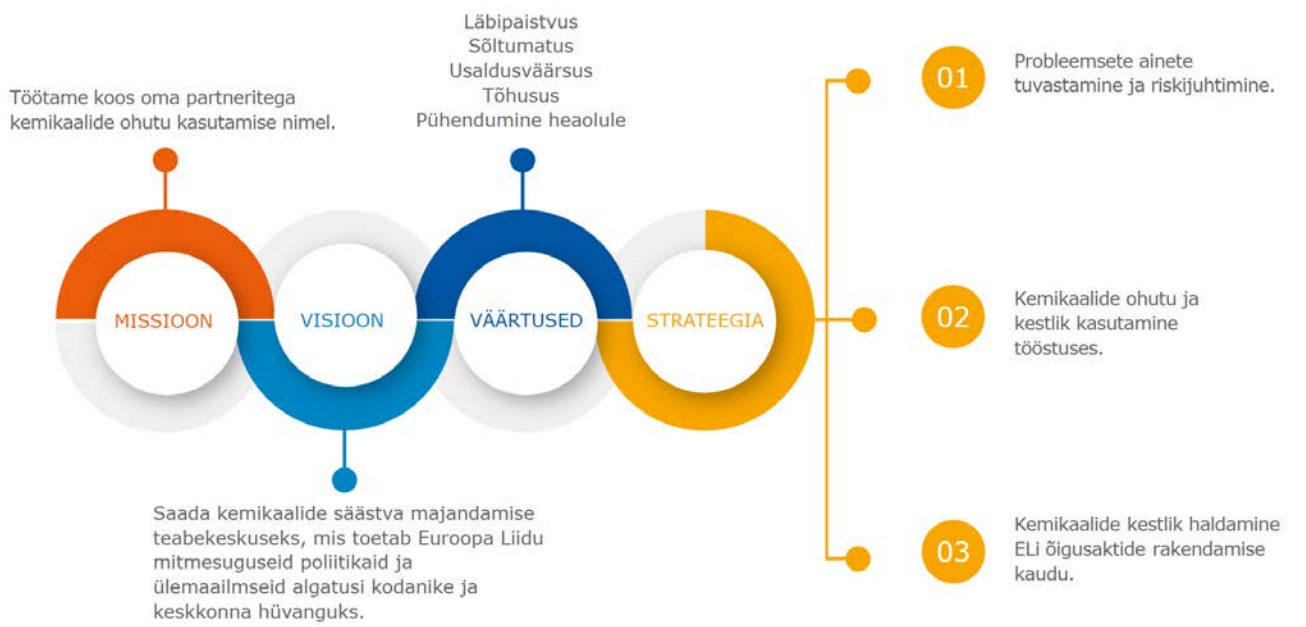 Töötame koos oma partneritega
kemikaalide ohutu kasutamise nimel.
MISSIOON
VISIOON
Saada kemikaalide säästva majandamise
teabekeskuseks, mis toetab Euroopa Liidu
mitmesuguseid poliitikaid ja
ülemaailmseid algatusi kodanike ja
keskkonna hüvanguks.
Läbipaistvus
Sõltumatus
Usaldusväärsus
Tõhusus
Pühendumine heaolule
VÄÄRTUSED
STRATEEGIA
01
Probleemsete ainete
tuvastamine ja riskijuhtimine.
02
Kemikaalide ohutu ja
kestlik kasutamine
tööstuses.
03
Kemikaalide kestlik haldamine
ELi õigusaktide rakendamise
kaudu.